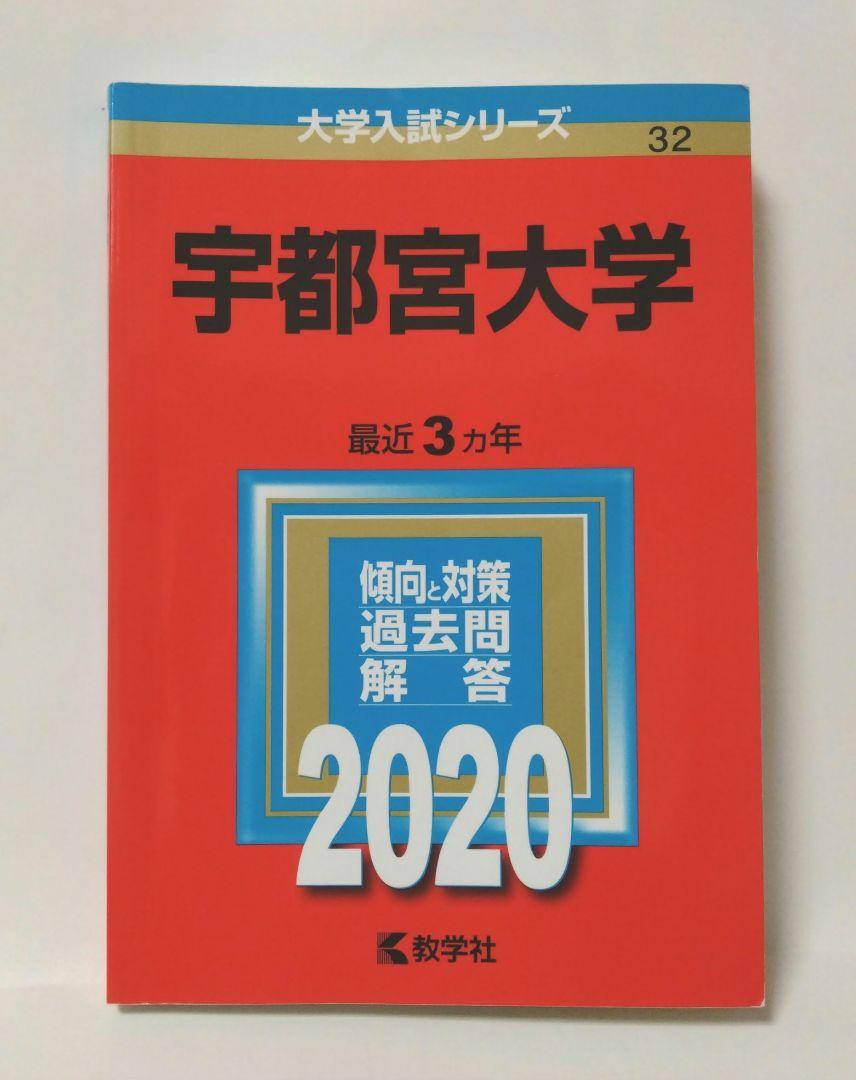 大学入試シリーズ
32
宇都宮大学
最近3ヵ年
傾向と対策
過去問
解答
2020
教学社